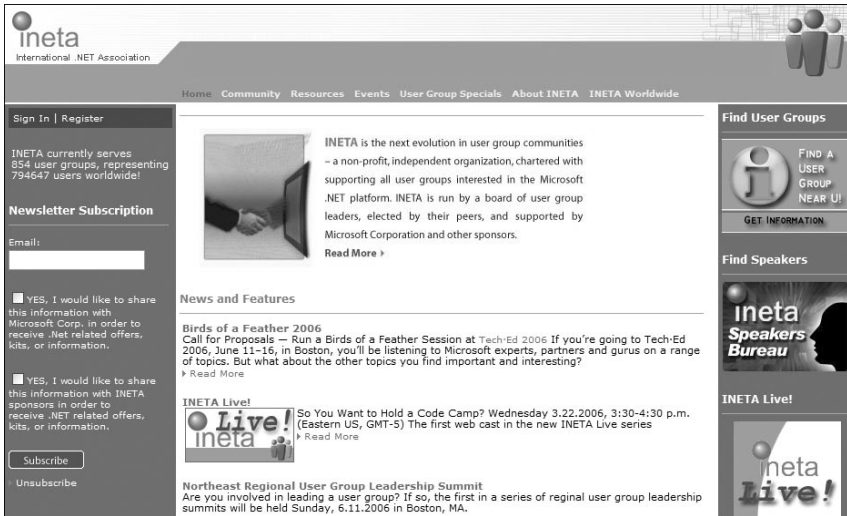 ineta
International .NET Association
Home Community Resources Events User Group Specials About INETA INETA Worldwide
Sign In | Register
INETA currently serves
854 user groups, representing
794647 users worldwide!
Newsletter Subscription
Email:
YES, I would like to share
this information with
Microsoft Corp. in order to
receive .Net related offers,
kits, or information.
YES, I would like to share
this information with INETA
sponsors in order to
receive .NET related offers,
kits, or information.
Subscribe
Unsubscribe
INETA is the next evolution in user group communities
– a non-profit, independent organization, chartered with
supporting all user groups interested in the Microsoft
.NET platform. INETA is run by a board of user group
leaders, elected by their peers, and supported by
Microsoft Corporation and other sponsors.
Read More
News and Features
Birds of a Feather 2006
Call for Proposals — Run a Birds of a Feather Session at Tech·Ed 2006 If you're going to Tech·Ed
2006, June 11–16, in Boston, you'll be listening to Microsoft experts, partners and gurus on a range
of topics. But what about the other topics you find important and interesting?
Read More
INETA Live!
Live!
ineta
So You Want to Hold a Code Camp? Wednesday 3.22.2006, 3:30-4:30 p.m.
(Eastern US, GMT-5) The first web cast in the new INETA Live series
Read More
Northeast Regional User Group Leadership Summit
Are you involved in leading a user group? If so, the first in a series of reginal user group leadership
summits will be held Sunday, 6.11.2006 in Boston, MA.
Find User Groups
i
FIND A
USER
GROUP
NEAR U!
GET INFORMATION
Find Speakers
ineta
Speakers
Bureau
INETA Live!
ineta
Live!